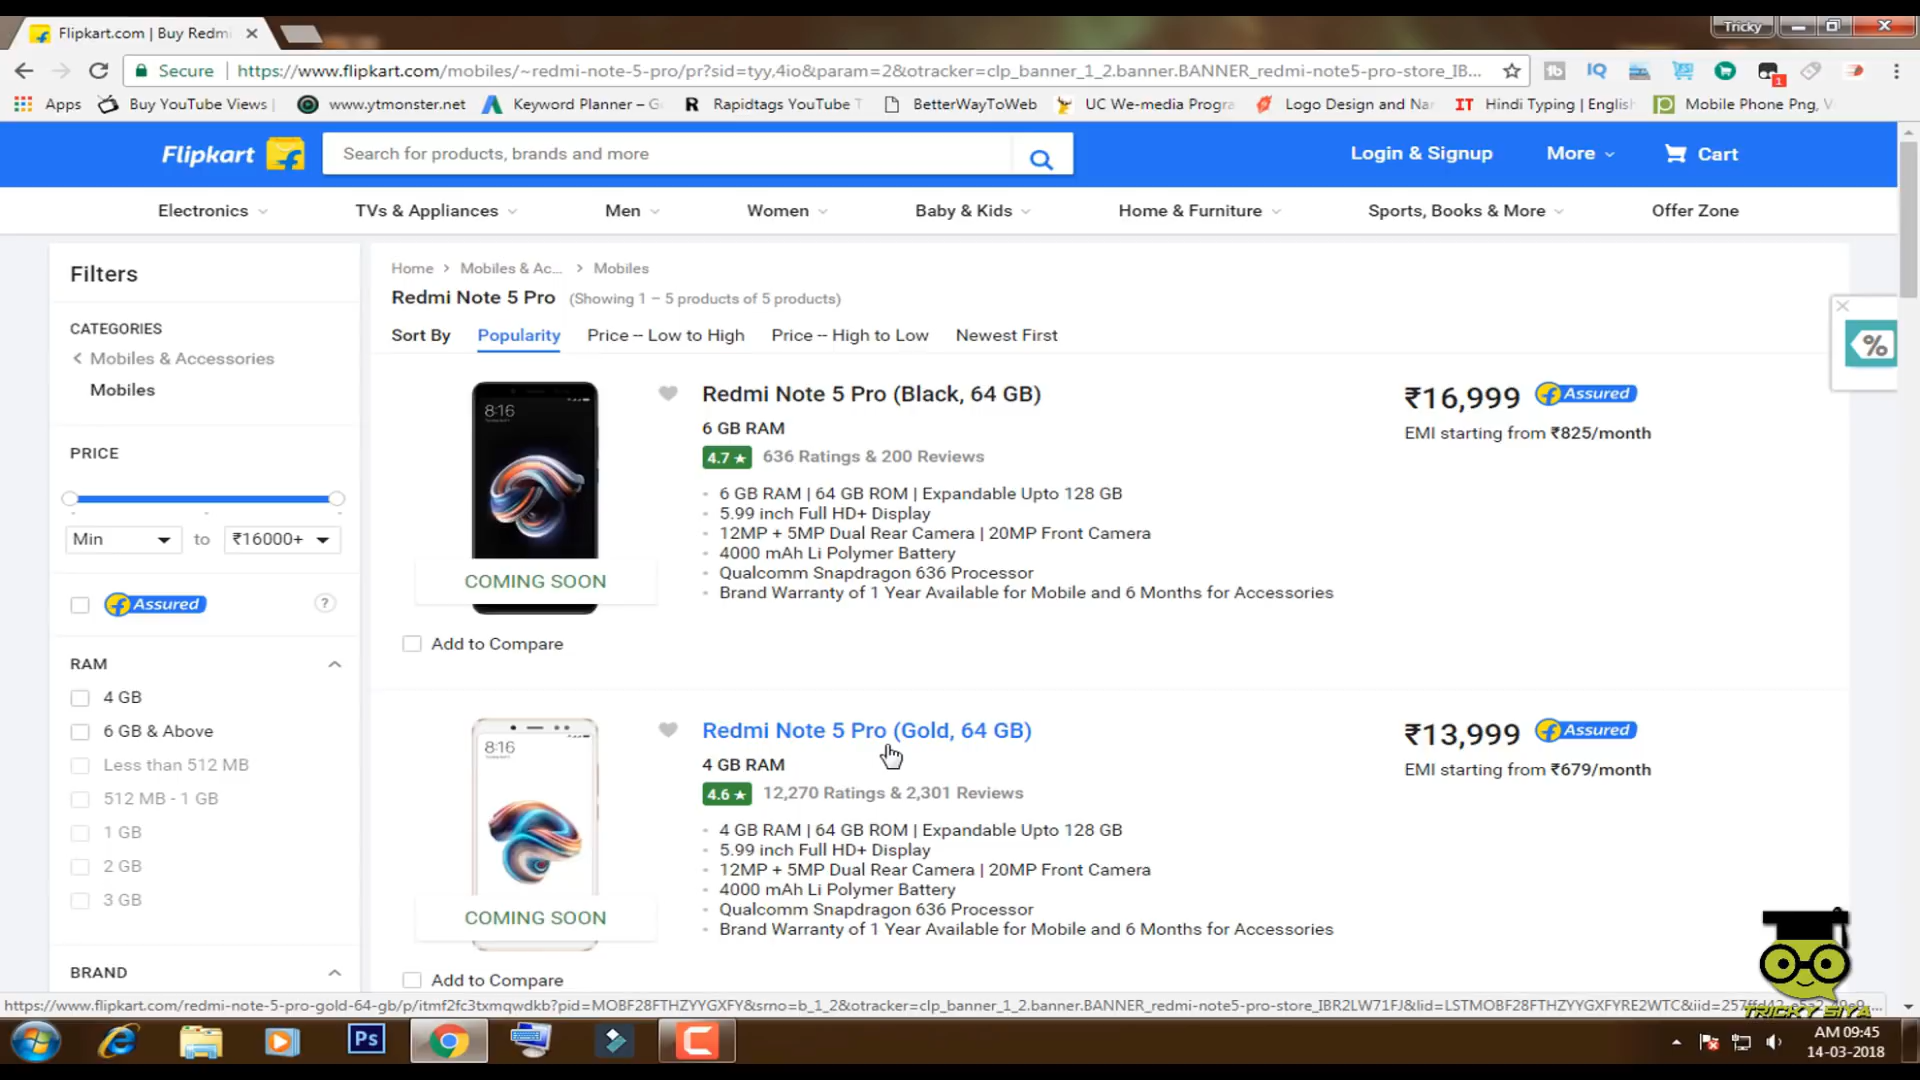 Flipkart.com | Buy Redmi
Tricky
Secure
https://www.flipkart.com/mobiles/~redmi-note-5-pro/pr?sid=tyy,4io&param=2&otracker=clp_banner_1_2.banner.BANNER_redmi-note5-pro-store_IB...
Apps Buy YouTube Views | www.ytmonster.net Keyword Planner – G Rapidtags YouTube T BetterWayToWeb UC We-media Progra Logo Design and Nar Hindi Typing | English Mobile Phone Png, V
Flipkart
Search for products, brands and more
Login & Signup More Cart
Electronics TVs & Appliances Men Women Baby & Kids Home & Furniture Sports, Books & More Offer Zone
Filters
CATEGORIES
< Mobiles & Accessories
Mobiles
PRICE
Min to ₹16000+
Assured ?
RAM
4 GB
6 GB & Above
Less than 512 MB
512 MB - 1 GB
1 GB
2 GB
3 GB
BRAND
Home > Mobiles & Ac... > Mobiles
Redmi Note 5 Pro (Showing 1 – 5 products of 5 products)
Sort By Popularity Price -- Low to High Price -- High to Low Newest First
8:16
COMING SOON
Add to Compare
Redmi Note 5 Pro (Black, 64 GB)
6 GB RAM
4.7 ★ 636 Ratings & 200 Reviews
6 GB RAM | 64 GB ROM | Expandable Upto 128 GB
5.99 inch Full HD+ Display
12MP + 5MP Dual Rear Camera | 20MP Front Camera
4000 mAh Li Polymer Battery
Qualcomm Snapdragon 636 Processor
Brand Warranty of 1 Year Available for Mobile and 6 Months for Accessories
₹16,999 Assured
EMI starting from ₹825/month
%
8:16
COMING SOON
Add to Compare
Redmi Note 5 Pro (Gold, 64 GB)
4 GB RAM
4.6 ★ 12,270 Ratings & 2,301 Reviews
4 GB RAM | 64 GB ROM | Expandable Upto 128 GB
5.99 inch Full HD+ Display
12MP + 5MP Dual Rear Camera | 20MP Front Camera
4000 mAh Li Polymer Battery
Qualcomm Snapdragon 636 Processor
Brand Warranty of 1 Year Available for Mobile and 6 Months for Accessories
₹13,999 Assured
EMI starting from ₹679/month
TRICKY SIYA
Ps
AM 09:45
14-03-2018